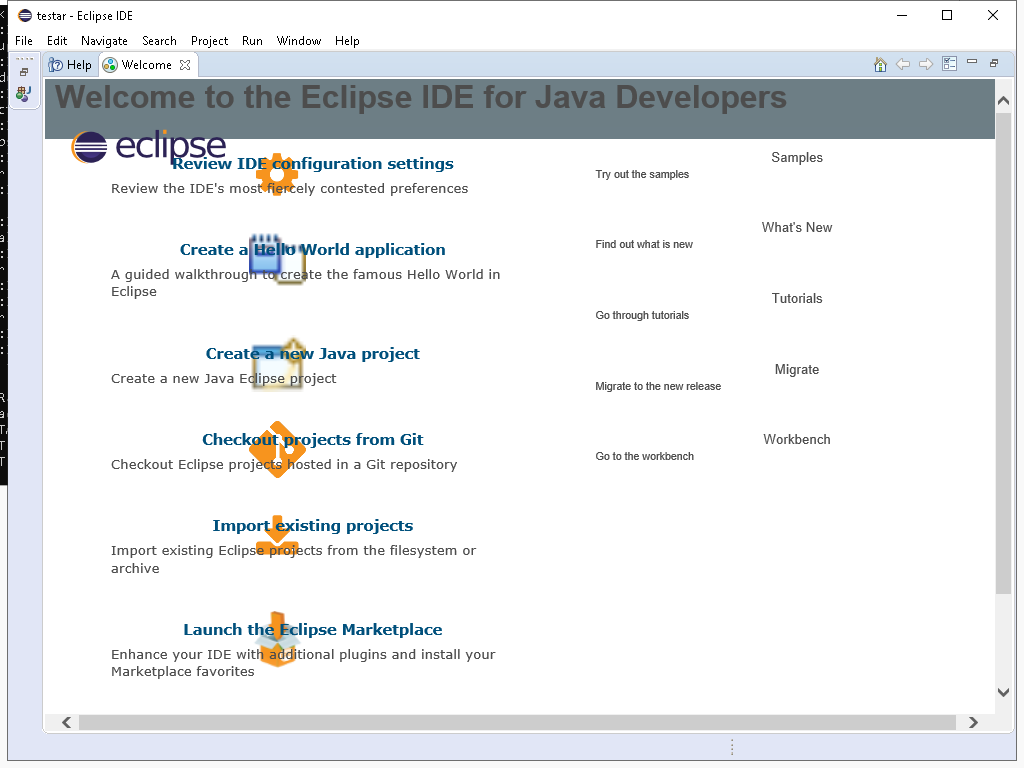 testar - Eclipse IDE
File Edit Navigate Search Project Run Window Help
Help Welcome
Welcome to the Eclipse IDE for Java Developers
eclipse
Review IDE configuration settings
Review the IDE's most fiercely contested preferences
Create a Hello World application
A guided walkthrough to create the famous Hello World in
Eclipse
Create a new Java project
Create a new Java Eclipse project
Checkout projects from Git
Checkout Eclipse projects hosted in a Git repository
Import existing projects
Import existing Eclipse projects from the filesystem or
archive
Launch the Eclipse Marketplace
Enhance your IDE with additional plugins and install your
Marketplace favorites
Samples
Try out the samples
What's New
Find out what is new
Tutorials
Go through tutorials
Migrate
Migrate to the new release
Workbench
Go to the workbench